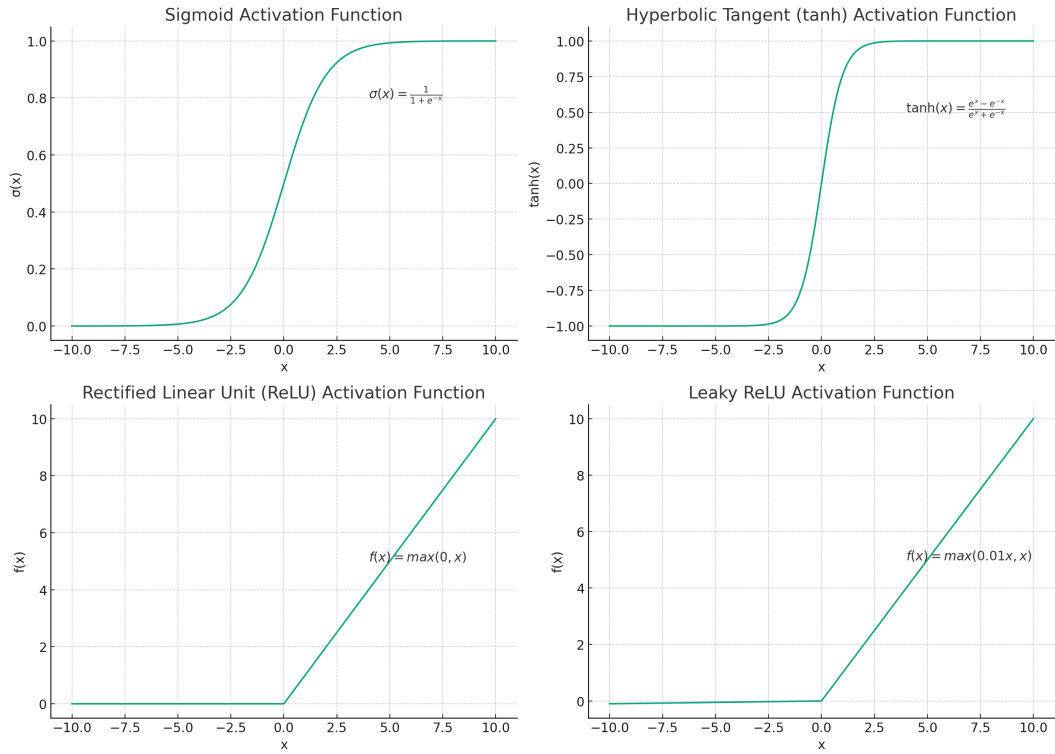 Sigmoid Activation Function
1.0
0.8
0.6
0.4
0.2
0.0
σ(x)
σ(x) = 1/(1 + e^{-x})
−10.0 −7.5 −5.0 −2.5 0.0 2.5 5.0 7.5 10.0
x
Hyperbolic Tangent (tanh) Activation Function
1.00
0.75
0.50
0.25
0.00
−0.25
−0.50
−0.75
−1.00
tanh(x)
tanh(x) = (e^x − e^{-x})/(e^x + e^{-x})
−10.0 −7.5 −5.0 −2.5 0.0 2.5 5.0 7.5 10.0
x
Rectified Linear Unit (ReLU) Activation Function
10
8
6
4
2
0
f(x)
f(x) = max(0, x)
−10.0 −7.5 −5.0 −2.5 0.0 2.5 5.0 7.5 10.0
x
Leaky ReLU Activation Function
10
8
6
4
2
0
f(x)
f(x) = max(0.01x, x)
−10.0 −7.5 −5.0 −2.5 0.0 2.5 5.0 7.5 10.0
x